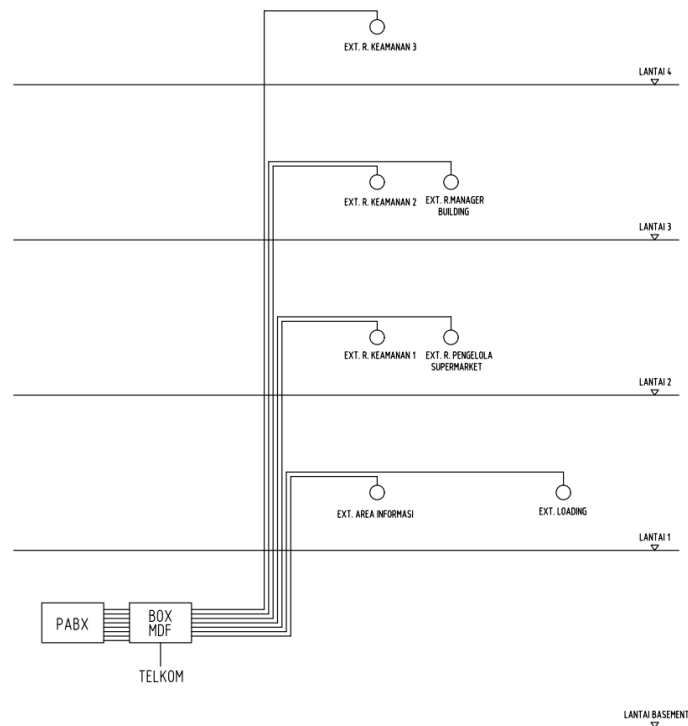 EXT. R. KEAMANAN 3
LANTAI 4
EXT. R. KEAMANAN 2
EXT. R.MANAGER
BUILDING
LANTAI 3
EXT. R. KEAMANAN 1
EXT. R. PENGELOLA
SUPERMARKET
LANTAI 2
EXT. AREA INFORMASI
EXT. LOADING
LANTAI 1
PABX
BOX
MDF
TELKOM
LANTAI BASEMENT